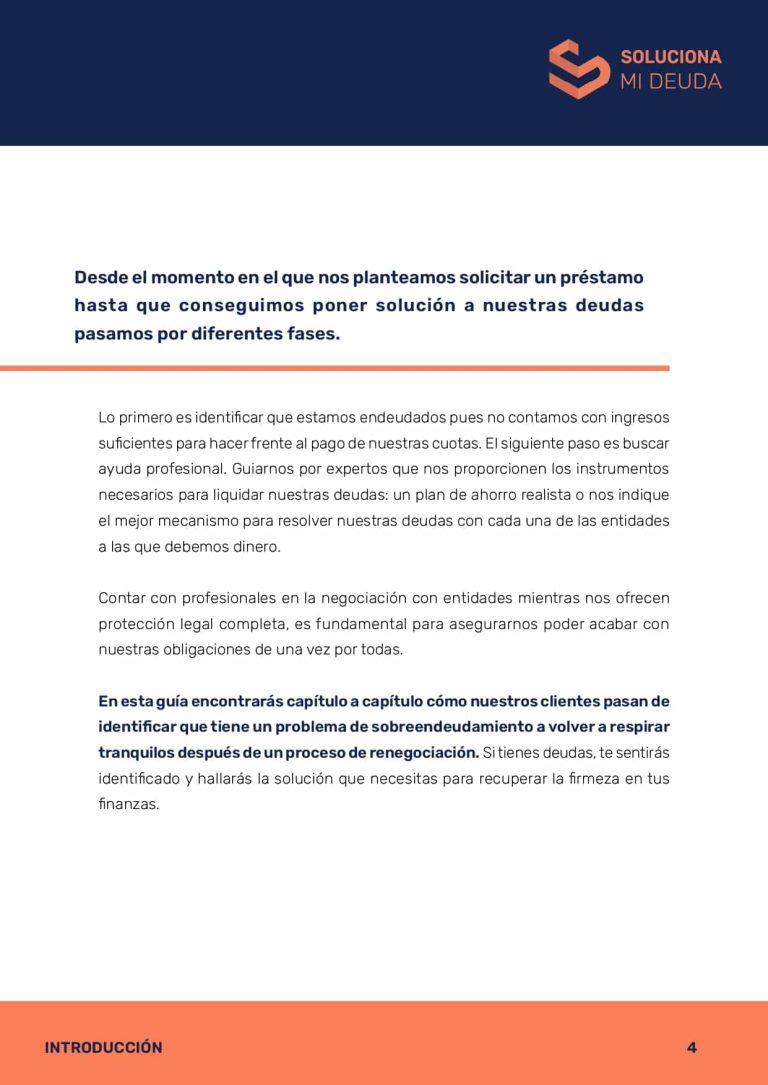 SOLUCIONA
MI DEUDA
Desde el momento en el que nos planteamos solicitar un préstamo
hasta que conseguimos poner solución a nuestras deudas
pasamos por diferentes fases.
Lo primero es identificar que estamos endeudados pues no contamos con ingresos
suficientes para hacer frente al pago de nuestras cuotas. El siguiente paso es buscar
ayuda profesional. Guiarnos por expertos que nos proporcionen los instrumentos
necesarios para liquidar nuestras deudas: un plan de ahorro realista o nos indique
el mejor mecanismo para resolver nuestras deudas con cada una de las entidades
a las que debemos dinero.
Contar con profesionales en la negociación con entidades mientras nos ofrecen
protección legal completa, es fundamental para asegurarnos poder acabar con
nuestras obligaciones de una vez por todas.
En esta guía encontrarás capítulo a capítulo cómo nuestros clientes pasan de
identificar que tiene un problema de sobreendeudamiento a volver a respirar
tranquilos después de un proceso de renegociación. Si tienes deudas, te sentirás
identificado y hallarás la solución que necesitas para recuperar la firmeza en tus
finanzas.
INTRODUCCIÓN
4